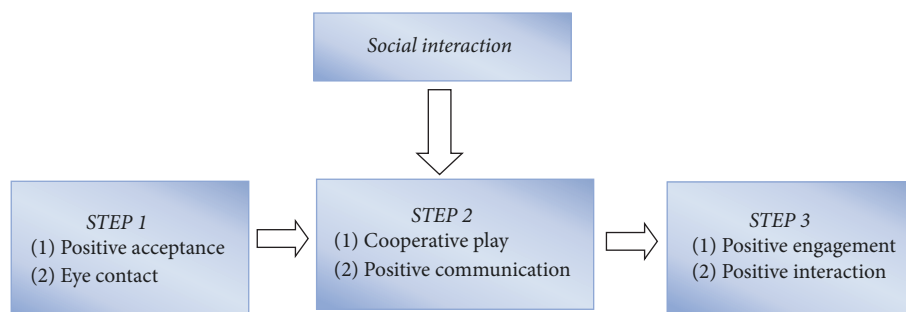 Social interaction
STEP 1
(1) Positive acceptance
(2) Eye contact
STEP 2
(1) Cooperative play
(2) Positive communication
STEP 3
(1) Positive engagement
(2) Positive interaction